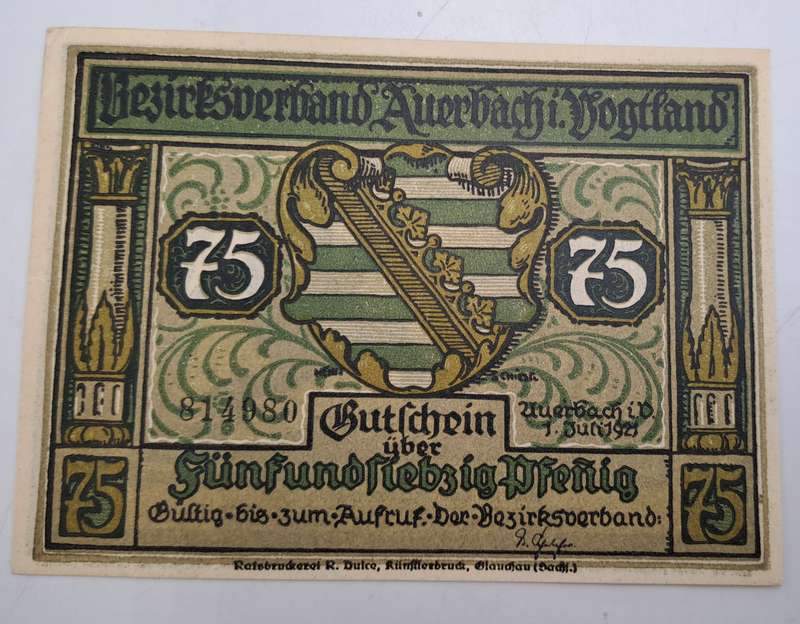 Bezirksverband Auerbach i. Vogtland
75
75
814980
Gutschein
über
Auerbach i. V.
1. Juli 1921
Fünfundsiebzig Pfennig
75
75
Gültig · bis · zum · Aufruf · Der · Bezirksverband:
Ratsdruckerei R. Dulce, Künstlerdruck, Glauchau (Sachs.)